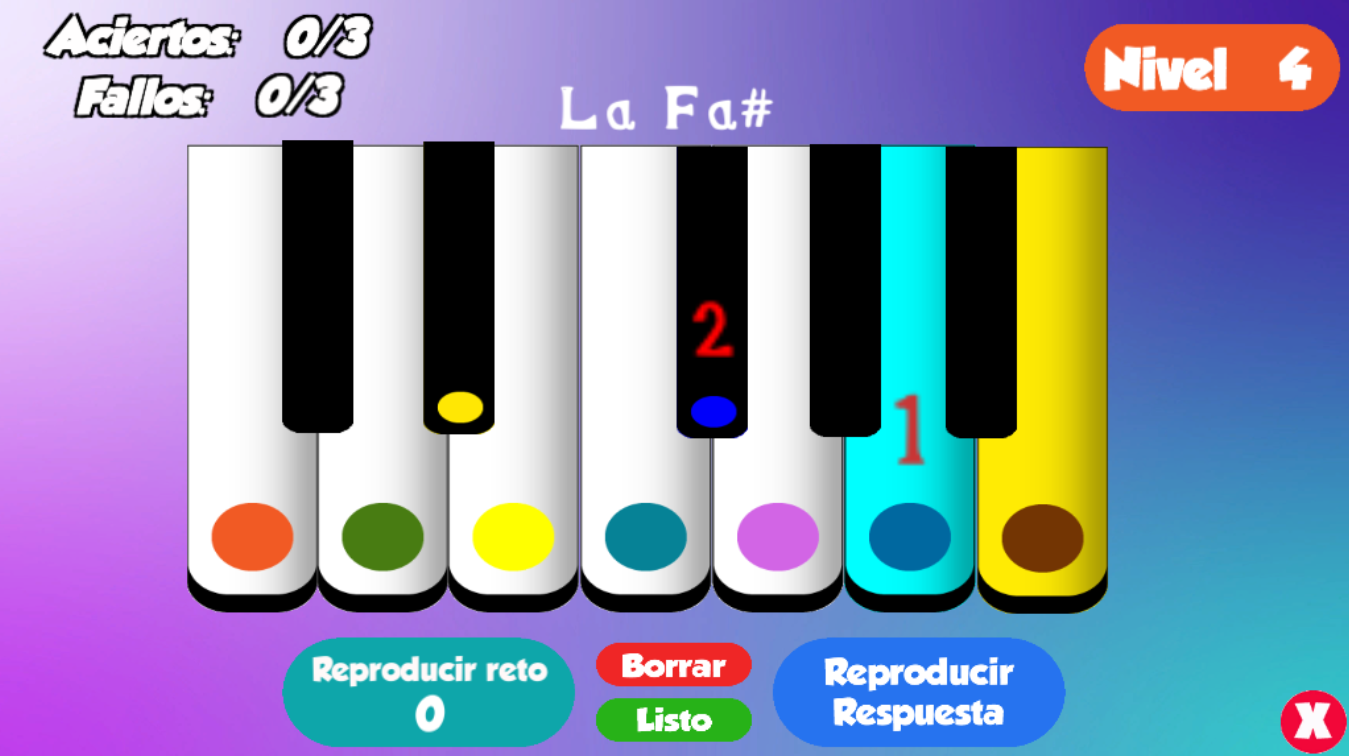 Aciertos: 0/3
Fallos: 0/3
Nivel 4
La Fa#
2
1
Reproducir reto
0
Borrar
Listo
Reproducir
Respuesta
X